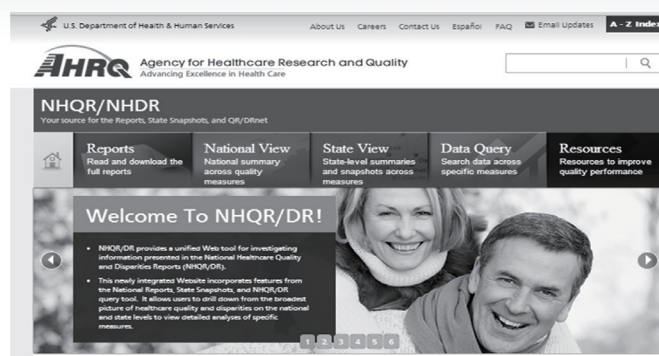 U.S. Department of Health & Human Services
About Us Careers Contact Us Español FAQ Email Updates A - Z Index
AHRQ
Agency for Healthcare Research and Quality
Advancing Excellence in Health Care
NHQR/NHDR
Your source for the Reports, State Snapshots, and QR/DRnet
Reports
Read and download the
full reports
National View
National summary
across quality
measures
State View
State-level summaries
and snapshots across
measures
Data Query
Search data across
specific measures
Resources
Resources to improve
quality performance
Welcome To NHQR/DR!
• NHQR/DR provides a unified Web tool for investigating
information presented in the National Healthcare Quality
and Disparities Reports (NHQR/DR).
• This newly integrated Website incorporates features from
the National Reports, State Snapshots, and NHQR/DR
query tool. It allows users to drill down from the broadest
picture of healthcare quality and disparities on the national
and state levels to view detailed analyses of specific
measures.
1 2 3 4 5 6